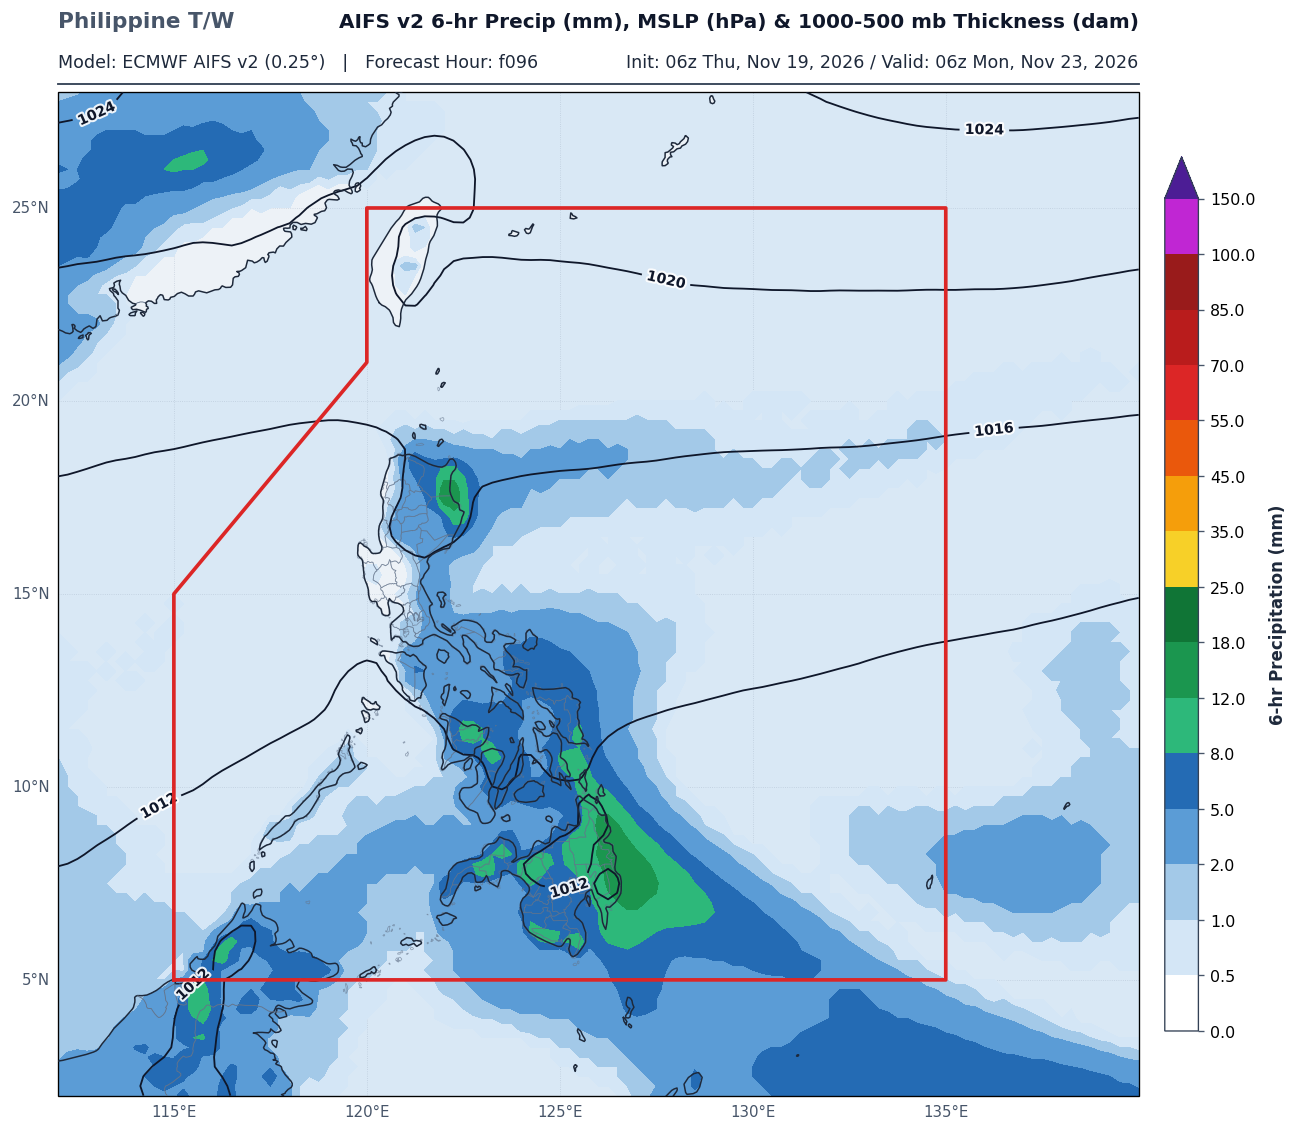 Philippine T/W
AIFS v2 6-hr Precip (mm), MSLP (hPa) & 1000-500 mb Thickness (dam)
Model: ECMWF AIFS v2 (0.25°) | Forecast Hour: f096
Init: 06z Thu, Nov 19, 2026 / Valid: 06z Mon, Nov 23, 2026
1024
1024
1020
1016
1012
1012
1012
25°N
20°N
15°N
10°N
5°N
115°E
120°E
125°E
130°E
135°E
150.0
100.0
85.0
70.0
55.0
45.0
35.0
25.0
18.0
12.0
8.0
5.0
2.0
1.0
0.5
0.0
6-hr Precipitation (mm)